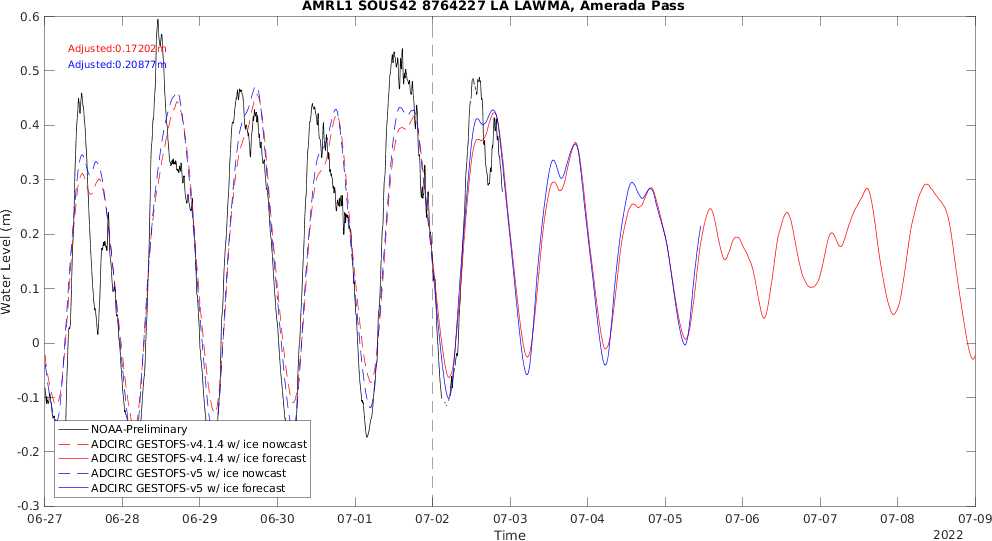 AMRL1 SOUS42 8764227 LA LAWMA, Amerada Pass
Adjusted:0.17202m
Adjusted:0.20877m
Water Level (m)
0.6
0.5
0.4
0.3
0.2
0.1
0
-0.1
-0.2
-0.3
NOAA-Preliminary
ADCIRC GESTOFS-v4.1.4 w/ ice nowcast
ADCIRC GESTOFS-v4.1.4 w/ ice forecast
ADCIRC GESTOFS-v5 w/ ice nowcast
ADCIRC GESTOFS-v5 w/ ice forecast
06-27 06-28 06-29 06-30 07-01 07-02 07-03 07-04 07-05 07-06 07-07 07-08 07-09
Time
2022